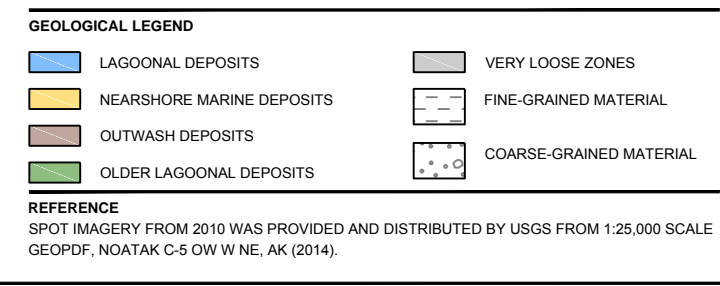 GEOLOGICAL LEGEND
LAGOONAL DEPOSITS
NEARSHORE MARINE DEPOSITS
OUTWASH DEPOSITS
OLDER LAGOONAL DEPOSITS
VERY LOOSE ZONES
FINE-GRAINED MATERIAL
COARSE-GRAINED MATERIAL
REFERENCE
SPOT IMAGERY FROM 2010 WAS PROVIDED AND DISTRIBUTED BY USGS FROM 1:25,000 SCALE
GEOPDF, NOATAK C-5 OW W NE, AK (2014).